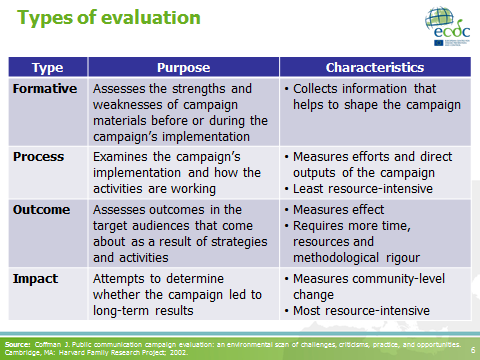 Types of evaluation
ecdc
Type Purpose Characteristics
Formative Assesses the strengths and weaknesses of campaign materials before or during the campaign’s implementation • Collects information that helps to shape the campaign
Process Examines the campaign’s implementation and how the activities are working • Measures efforts and direct outputs of the campaign • Least resource-intensive
Outcome Assesses outcomes in the target audiences that come about as a result of strategies and activities • Measures effect • Requires more time, resources and methodological rigour
Impact Attempts to determine whether the campaign led to long-term results • Measures community-level change • Most resource-intensive
Source: Coffman J. Public communication campaign evaluation: an environmental scan of challenges, criticisms, practice, and opportunities.
Cambridge, MA: Harvard Family Research Project; 2002.
6